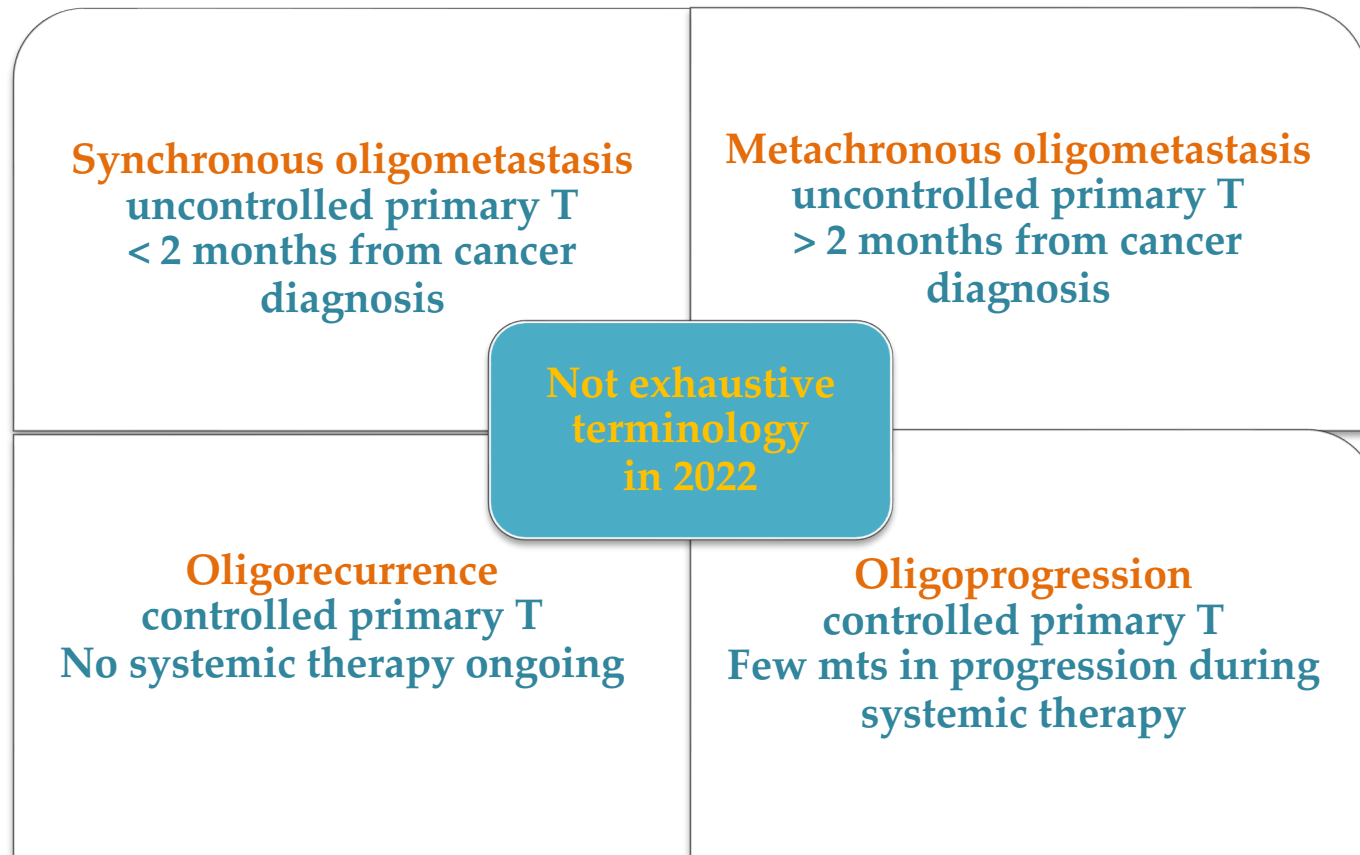 Synchronous oligometastasis
uncontrolled primary T
< 2 months from cancer
diagnosis
Metachronous oligometastasis
uncontrolled primary T
> 2 months from cancer
diagnosis
Not exhaustive
terminology
in 2022
Oligorecurrence
controlled primary T
No systemic therapy ongoing
Oligoprogression
controlled primary T
Few mts in progression during
systemic therapy